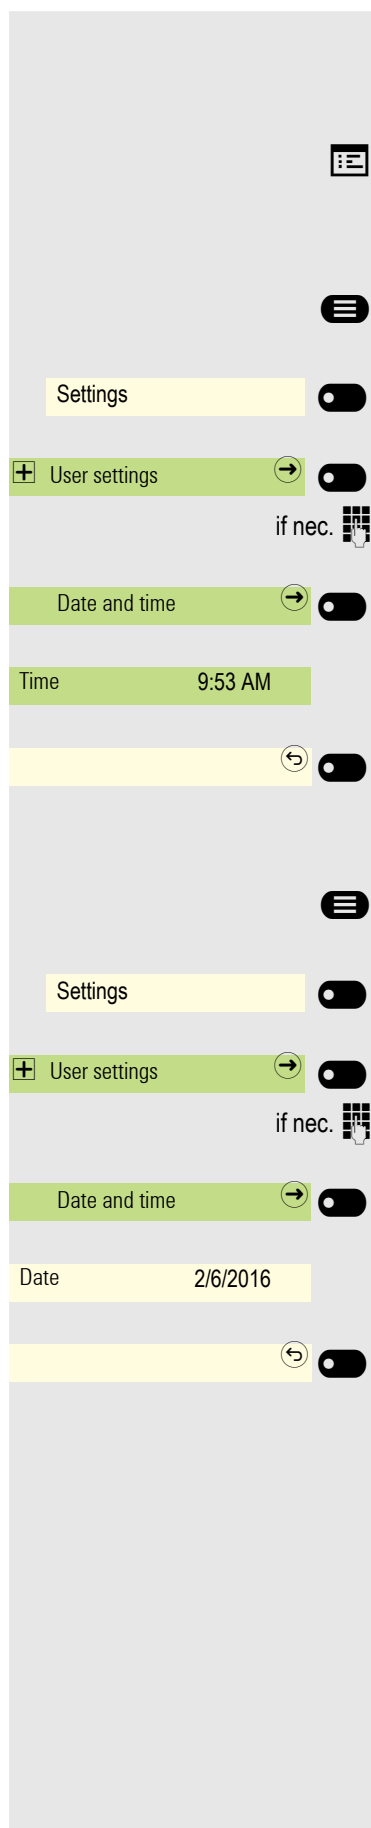 Settings
User settings
if nec.
Date and time
Time 9:53 AM
Settings
User settings
if nec.
Date and time
Date 2/6/2016